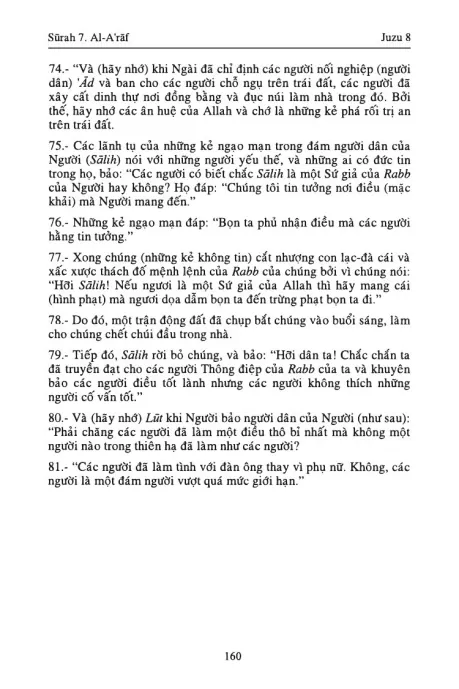 Sūrah 7. Al-A'rāf Juzu 8
74.- “Và (hãy nhớ) khi Ngài đã chỉ định các người nối nghiệp (người
dân) 'Ād và ban cho các người chỗ ngụ trên trái đất, các người đã
xây cất dinh thự nơi đồng bằng và đục núi làm nhà trong đó. Bởi
thế, hãy nhớ các ân huệ của Allah và chớ là những kẻ phá rối trị an
trên trái đất.
75.- Các lãnh tụ của những kẻ ngạo mạn trong đám người dân của
Người (Sālih) nói với những người yếu thế, và những ai có đức tin
trong họ, bảo: “Các người có biết chắc Sālih là một Sứ giả của Rabb
của Người hay không? Họ đáp: “Chúng tôi tin tưởng nơi điều (mặc
khải) mà Người mang đến.”
76.- Những kẻ ngạo mạn đáp: “Bọn ta phủ nhận điều mà các người
hằng tin tưởng.”
77.- Xong chúng (những kẻ không tin) cắt nhượng con lạc-đà cái và
xấc xược thách đố mệnh lệnh của Rabb của chúng bởi vì chúng nói:
“Hỡi Sālih! Nếu ngươi là một Sứ giả của Allah thì hãy mang cái
(hình phạt) mà ngươi dọa dẫm bọn ta đến trừng phạt bọn ta đi.”
78.- Do đó, một trận động đất đã chụp bắt chúng vào buổi sáng, làm
cho chúng chết chúi đầu trong nhà.
79.- Tiếp đó, Sālih rời bỏ chúng, và bảo: “Hỡi dân ta! Chắc chắn ta
đã truyền đạt cho các người Thông điệp của Rabb của ta và khuyên
bảo các người điều tốt lành nhưng các người không thích những
người cố vấn tốt.”
80.- Và (hãy nhớ) Lūt khi Người bảo người dân của Người (như sau):
“Phải chăng các người đã làm một điều thô bỉ nhất mà không một
người nào trong thiên hạ đã làm như các người?
81.- “Các người đã làm tình với đàn ông thay vì phụ nữ. Không, các
người là một đám người vượt quá mức giới hạn.”
160